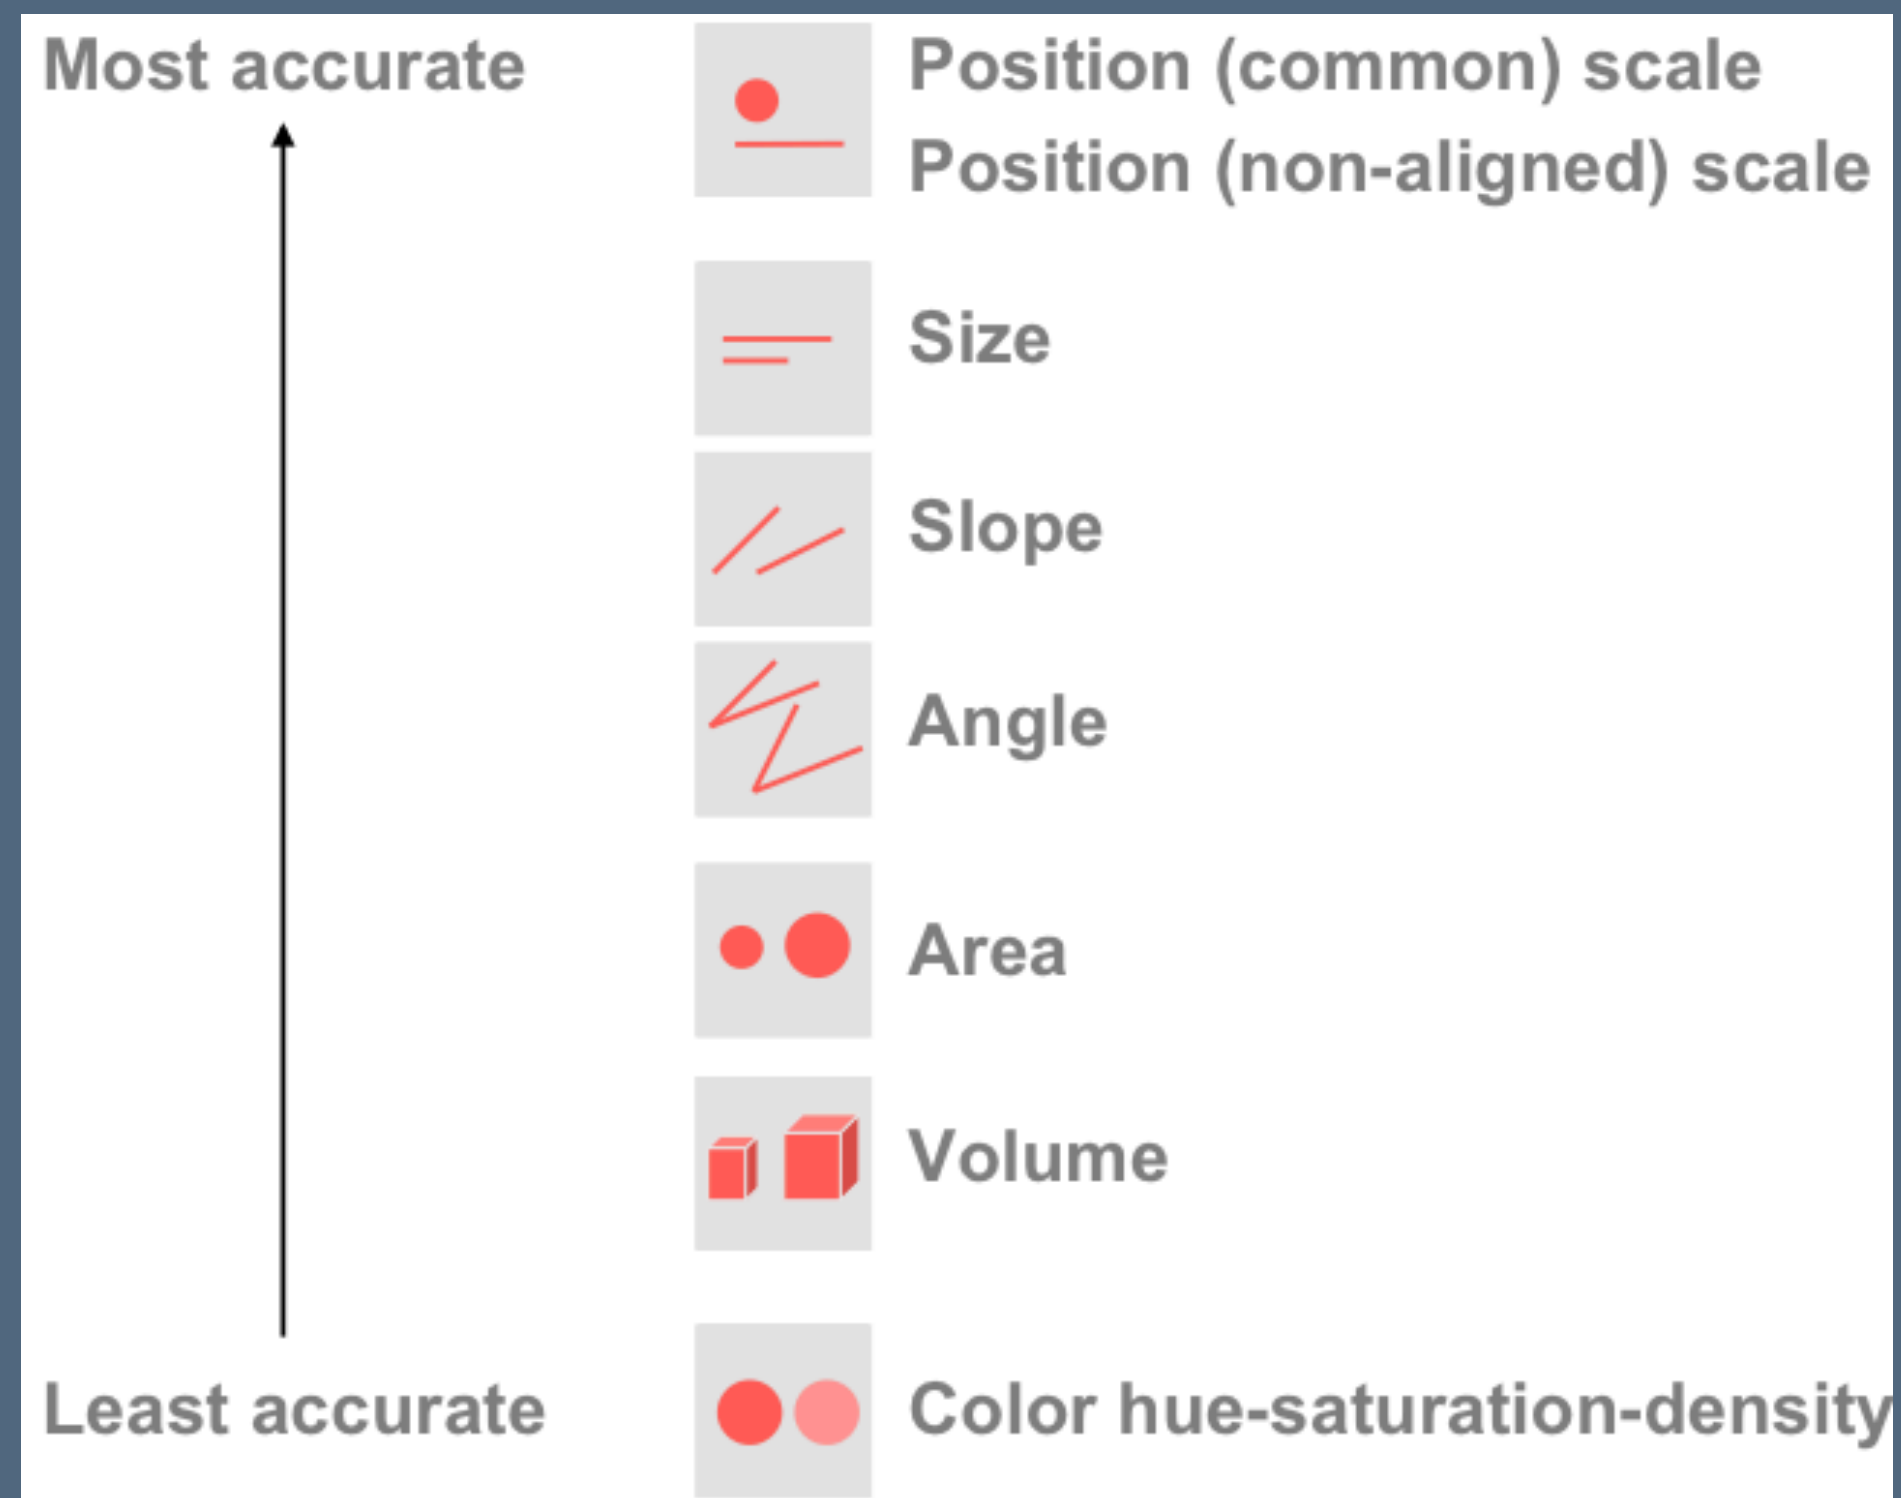 Most accurate
Position (common) scale
Position (non-aligned) scale
Size
Slope
Angle
Area
Volume
Least accurate
Color hue-saturation-density